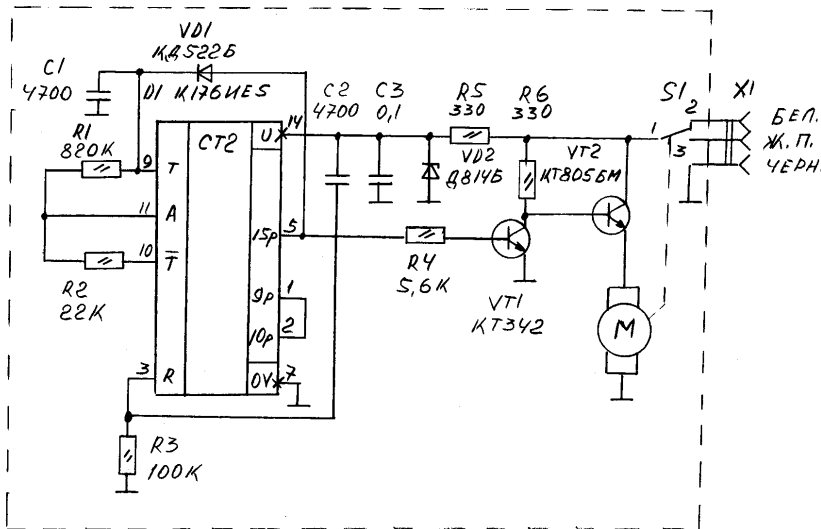 VD1
КД522Б
C1
4700
D1 К176ИЕ5
R1
820К
9
T
11
A
10
T̅
R2
22К
3
R
R3
100К
CT2
U
14
15р
5
9р
1
10р
2
0V
7
C2
4700
C3
0,1
R5
330
R6
330
VD2
Д814Б
VT2
КТ805БМ
R4
5,6К
VT1
КТ342
М
S1
1
2
3
X1
БЕЛ.
Ж.П.
ЧЕРН.